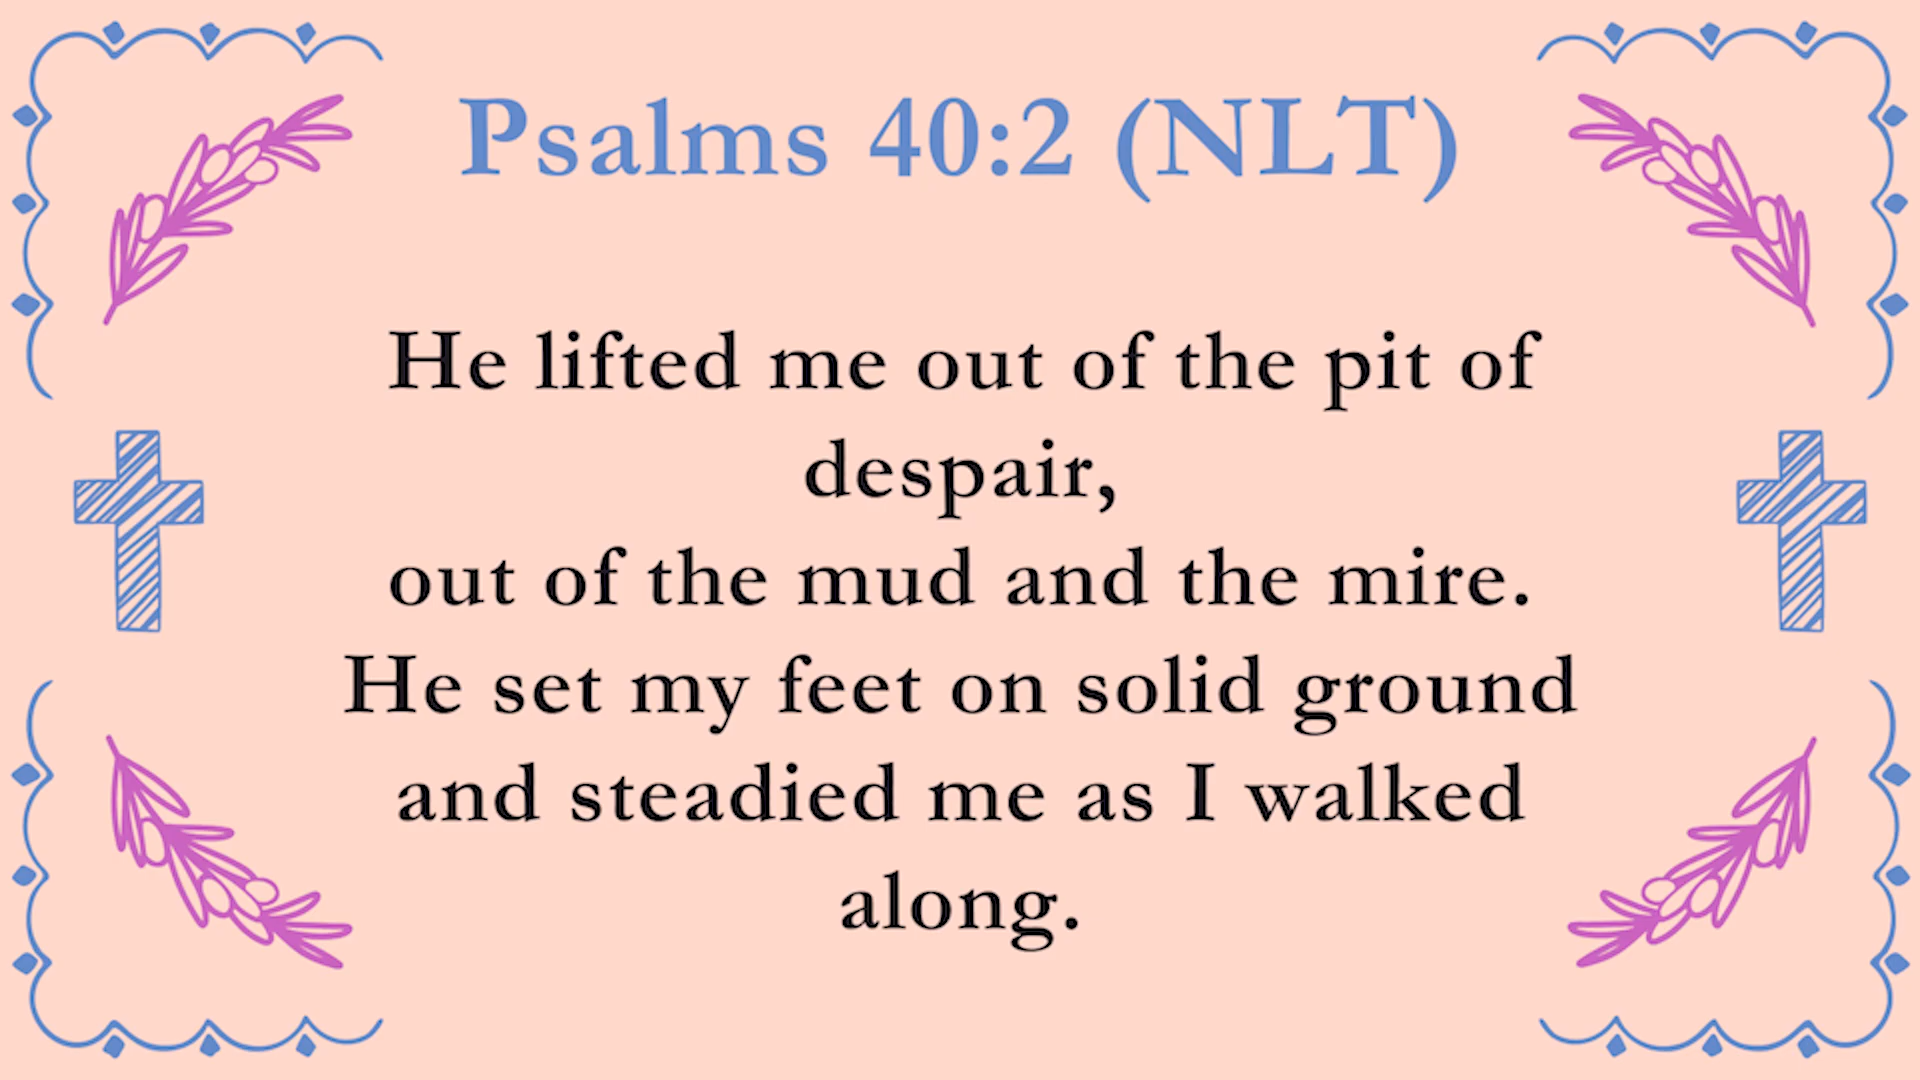 Psalms 40:2 (NLT)
He lifted me out of the pit of
despair,
out of the mud and the mire.
He set my feet on solid ground
and steadied me as I walked
along.